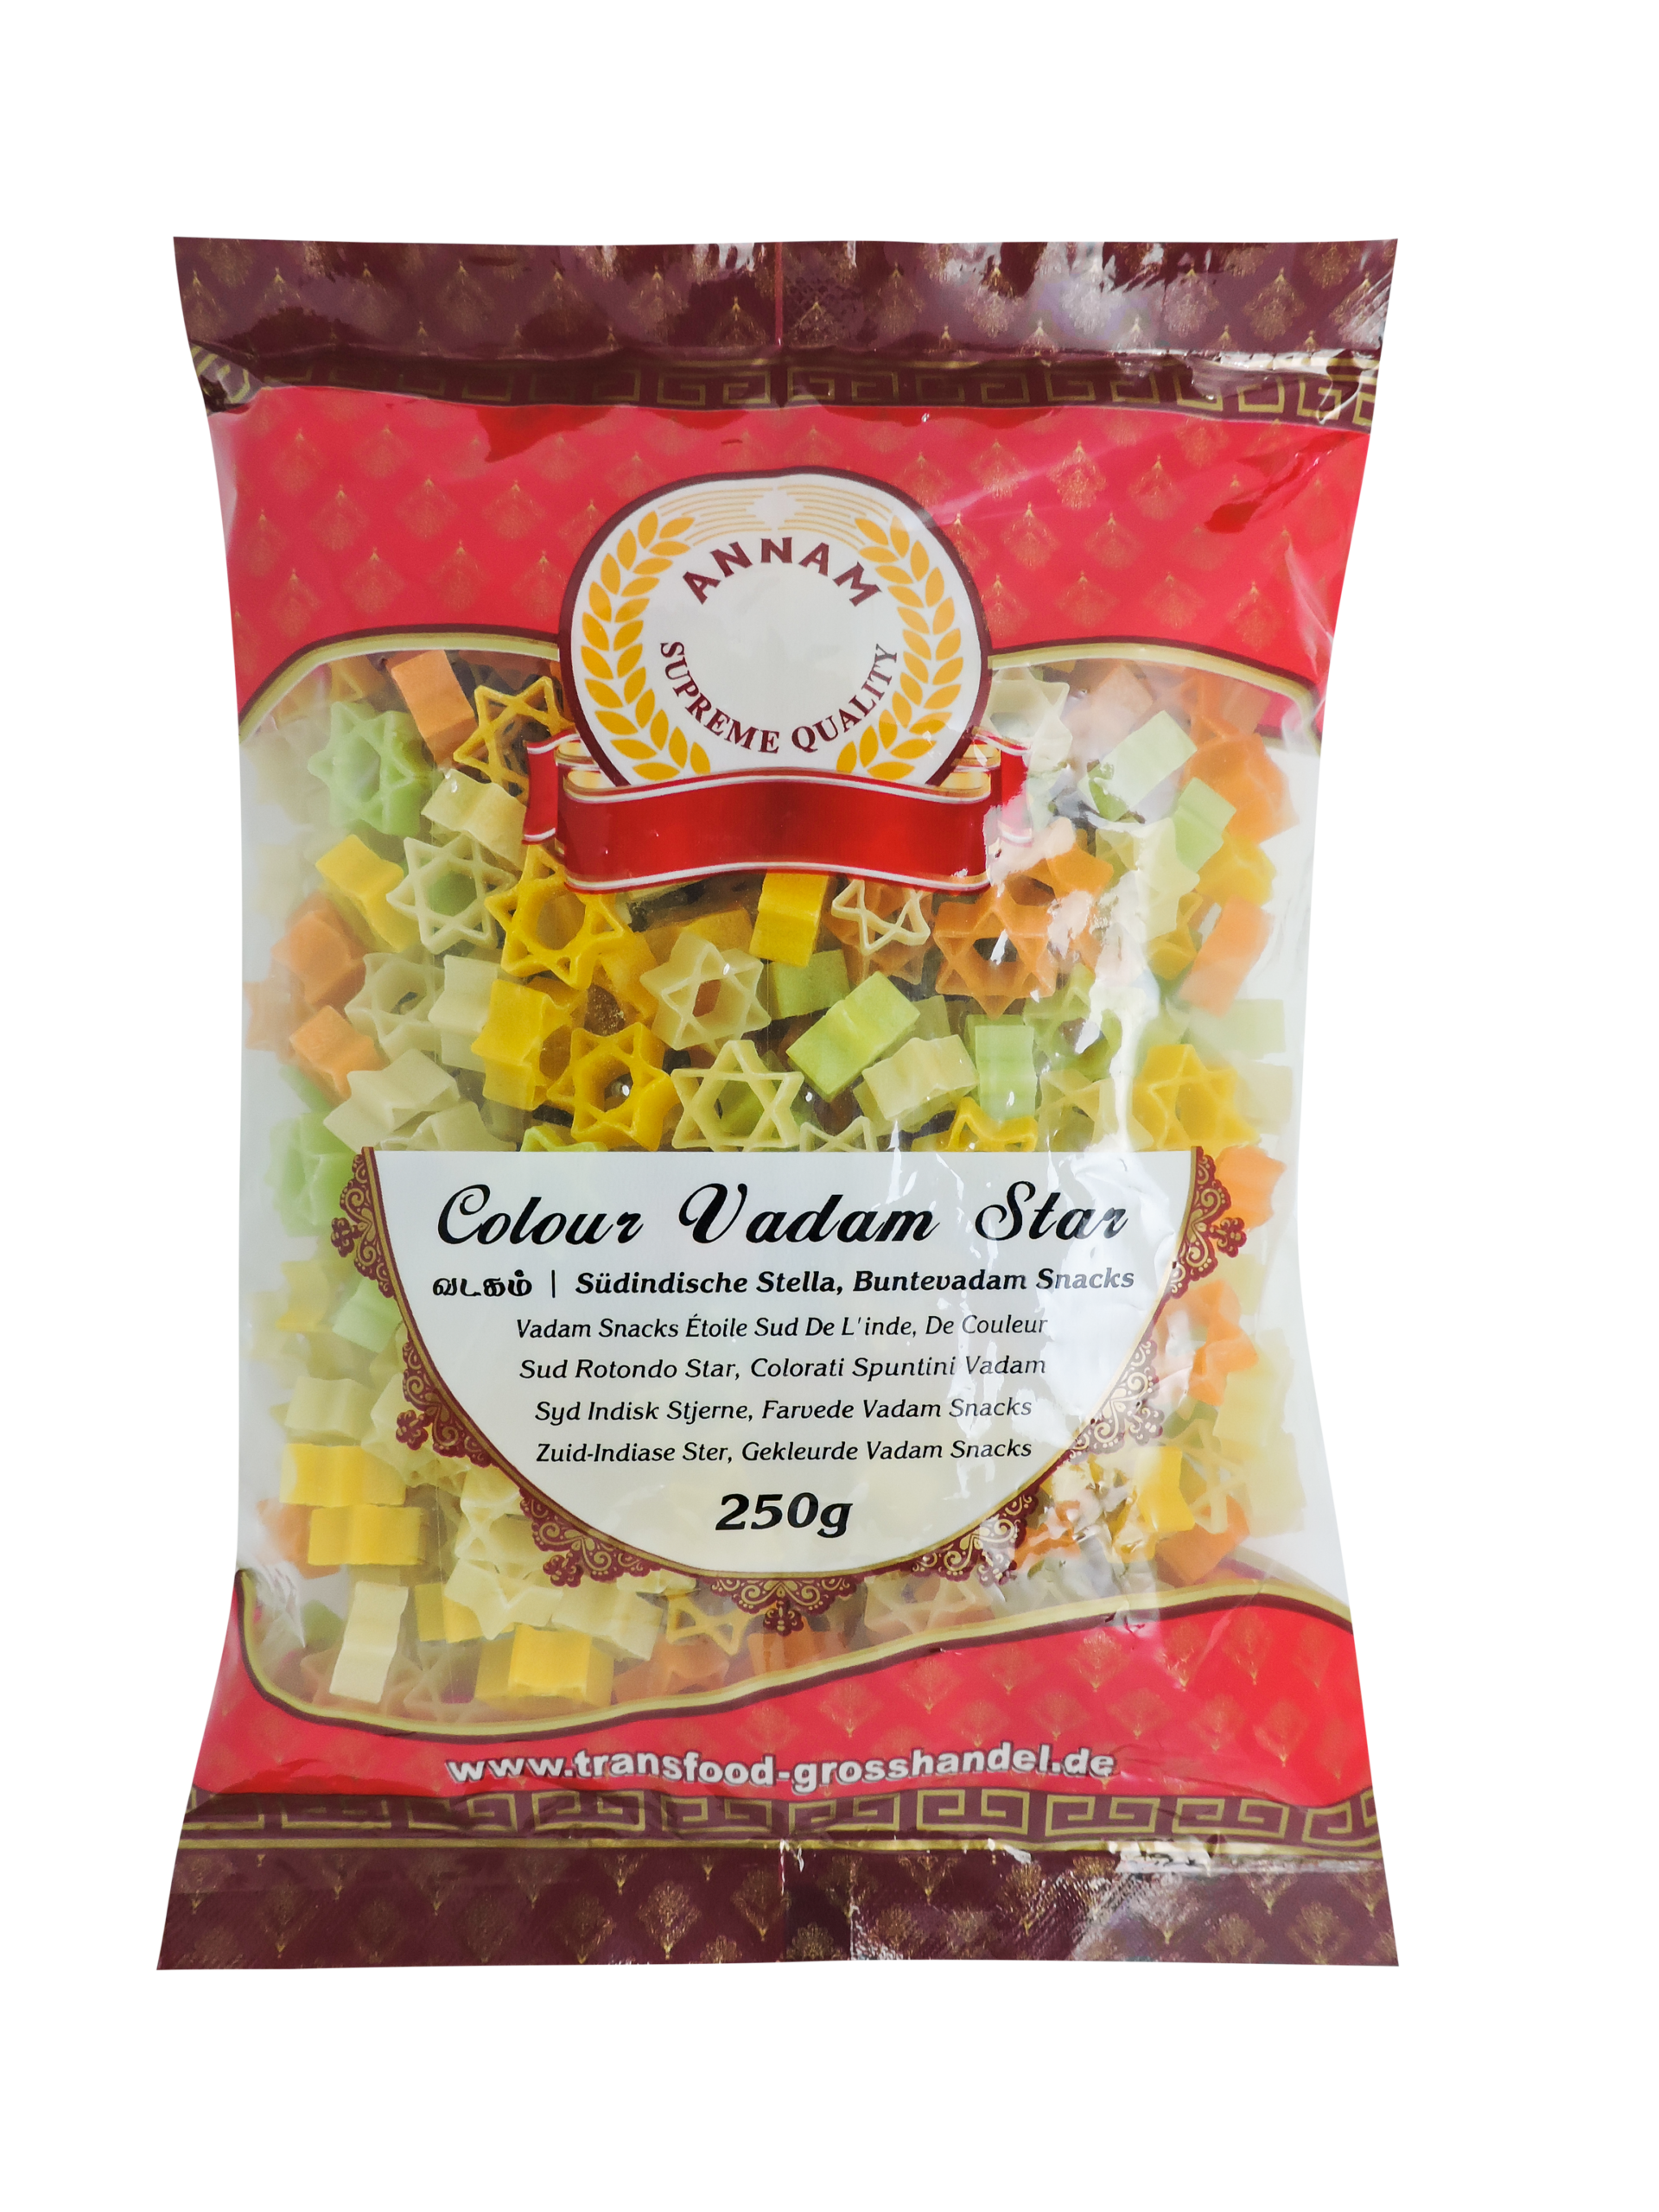 ANNAM
SUPREME QUALITY
Colour Vadam Star
வடகம் | Südindische Stella, Buntevadam Snacks
Vadam Snacks Étoile Sud De L'inde, De Couleur
Sud Rotondo Star, Colorati Spuntini Vadam
Syd Indisk Stjerne, Farvede Vadam Snacks
Zuid-Indiase Ster, Gekleurde Vadam Snacks
250g
www.transfood-grosshandel.de